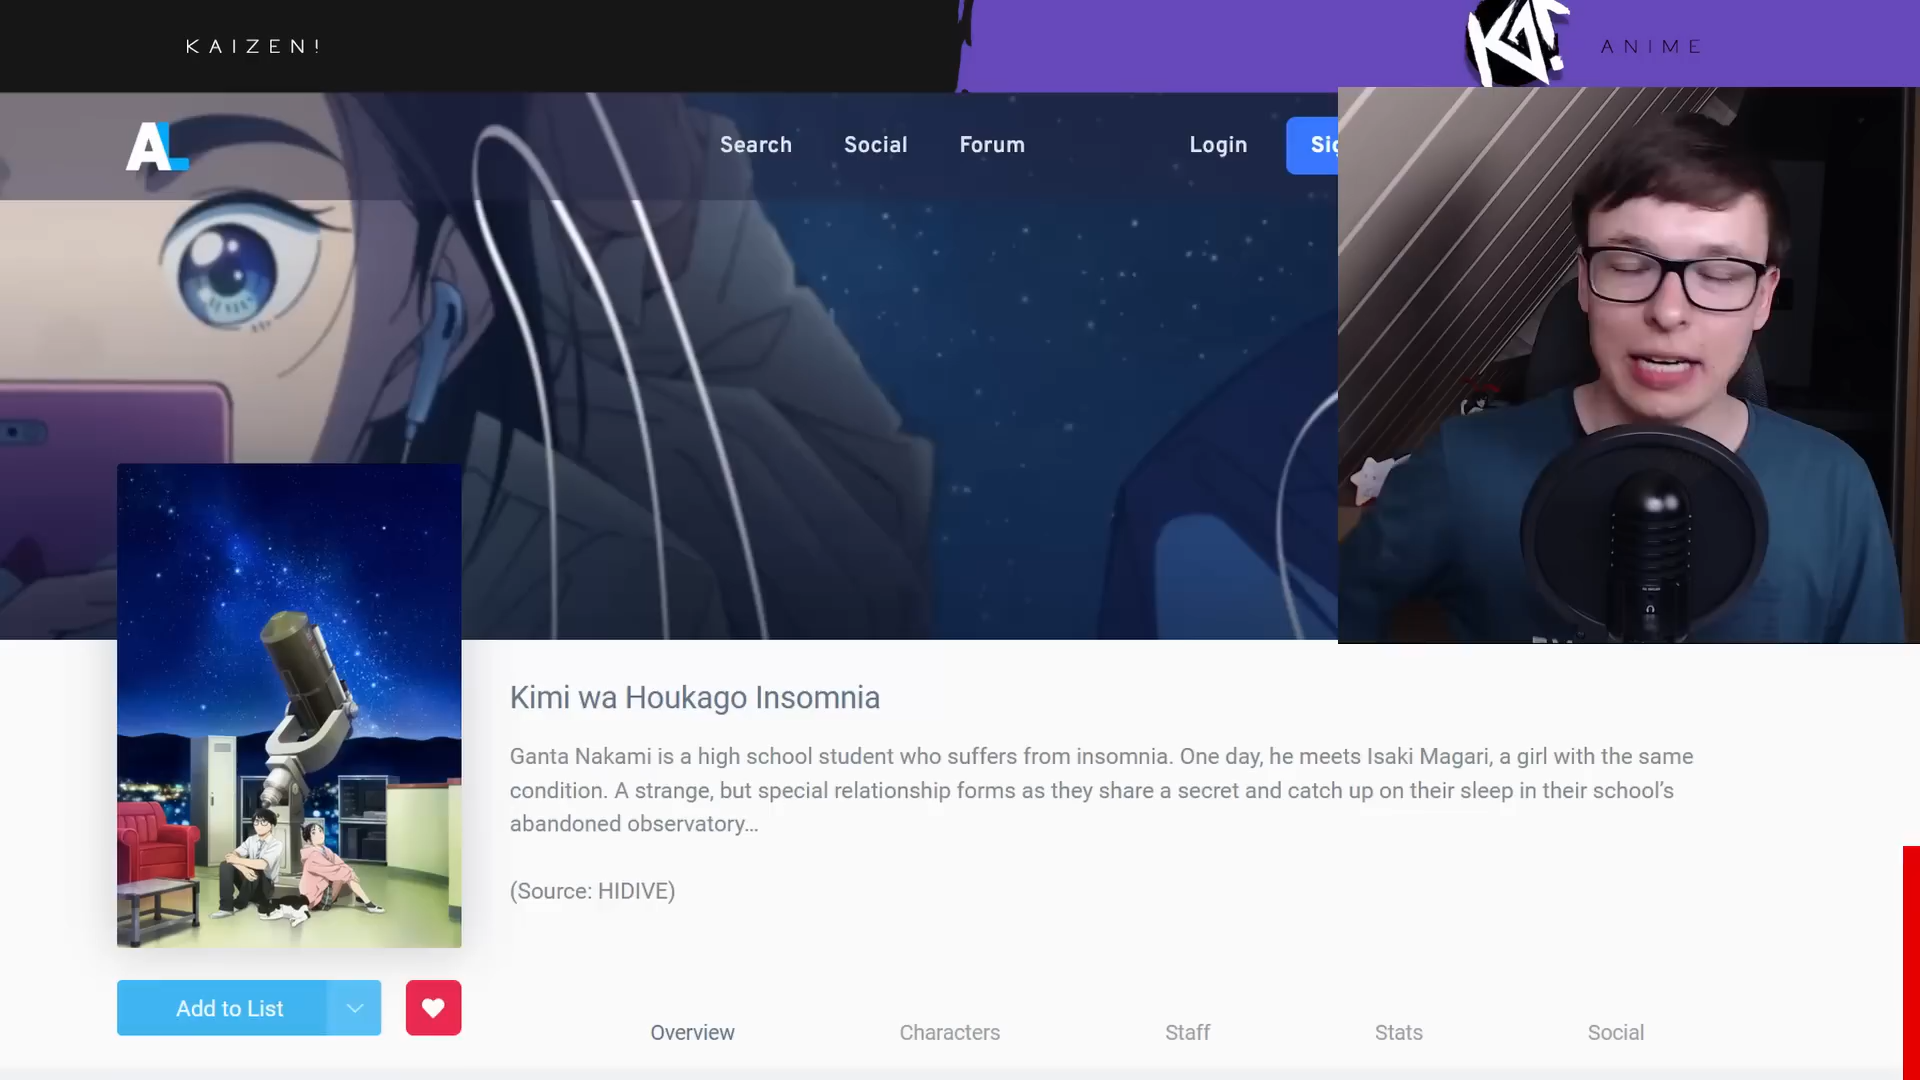 KAIZEN!
KA!
ANIME
AL
Search
Social
Forum
Login
Sig
Kimi wa Houkago Insomnia
Ganta Nakami is a high school student who suffers from insomnia. One day, he meets Isaki Magari, a girl with the same
condition. A strange, but special relationship forms as they share a secret and catch up on their sleep in their school’s
abandoned observatory…
(Source: HIDIVE)
Add to List
Overview
Characters
Staff
Stats
Social